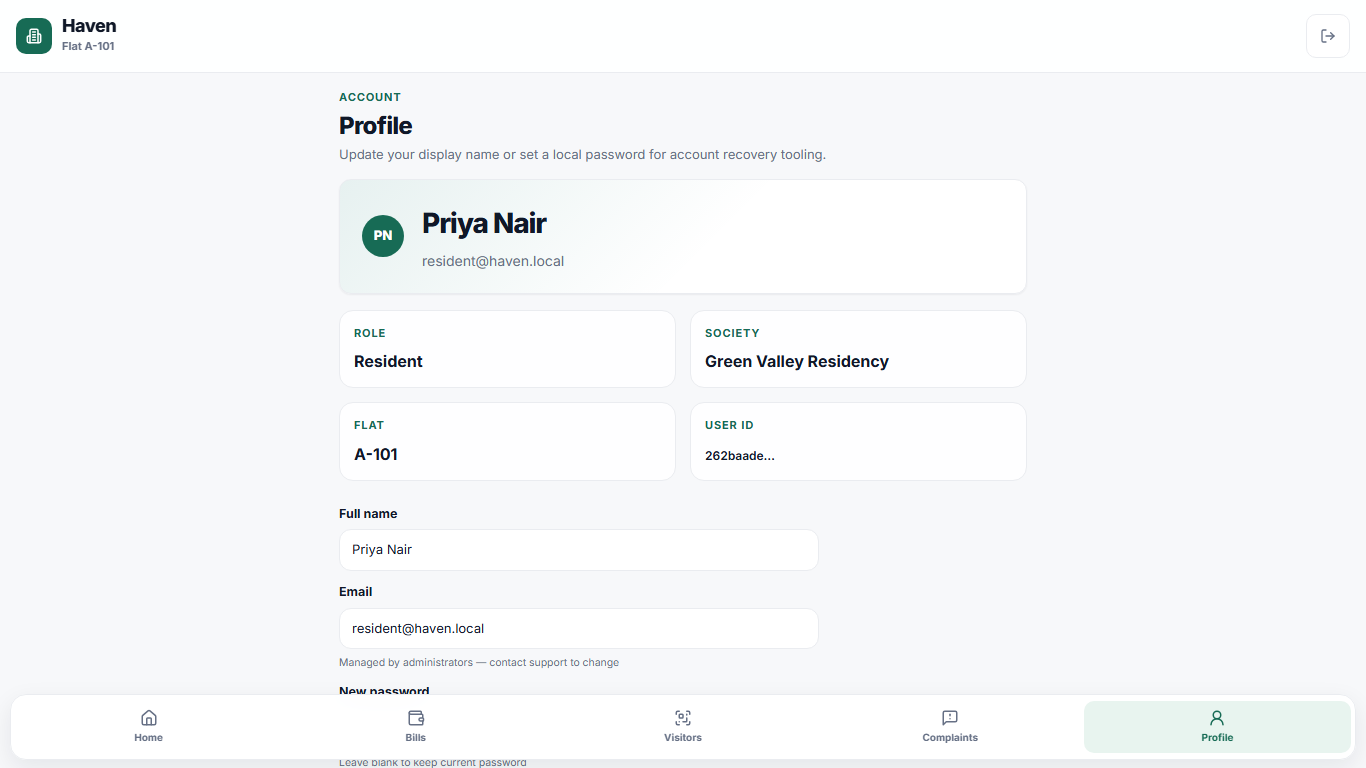 Haven
Flat A-101
ACCOUNT
Profile
Update your display name or set a local password for account recovery tooling.
PN
Priya Nair
resident@haven.local
ROLE
Resident
SOCIETY
Green Valley Residency
FLAT
A-101
USER ID
262baade...
Full name
Priya Nair
Email
resident@haven.local
Managed by administrators — contact support to change
New password
Home
Bills
Visitors
Complaints
Profile
Leave blank to keep current password